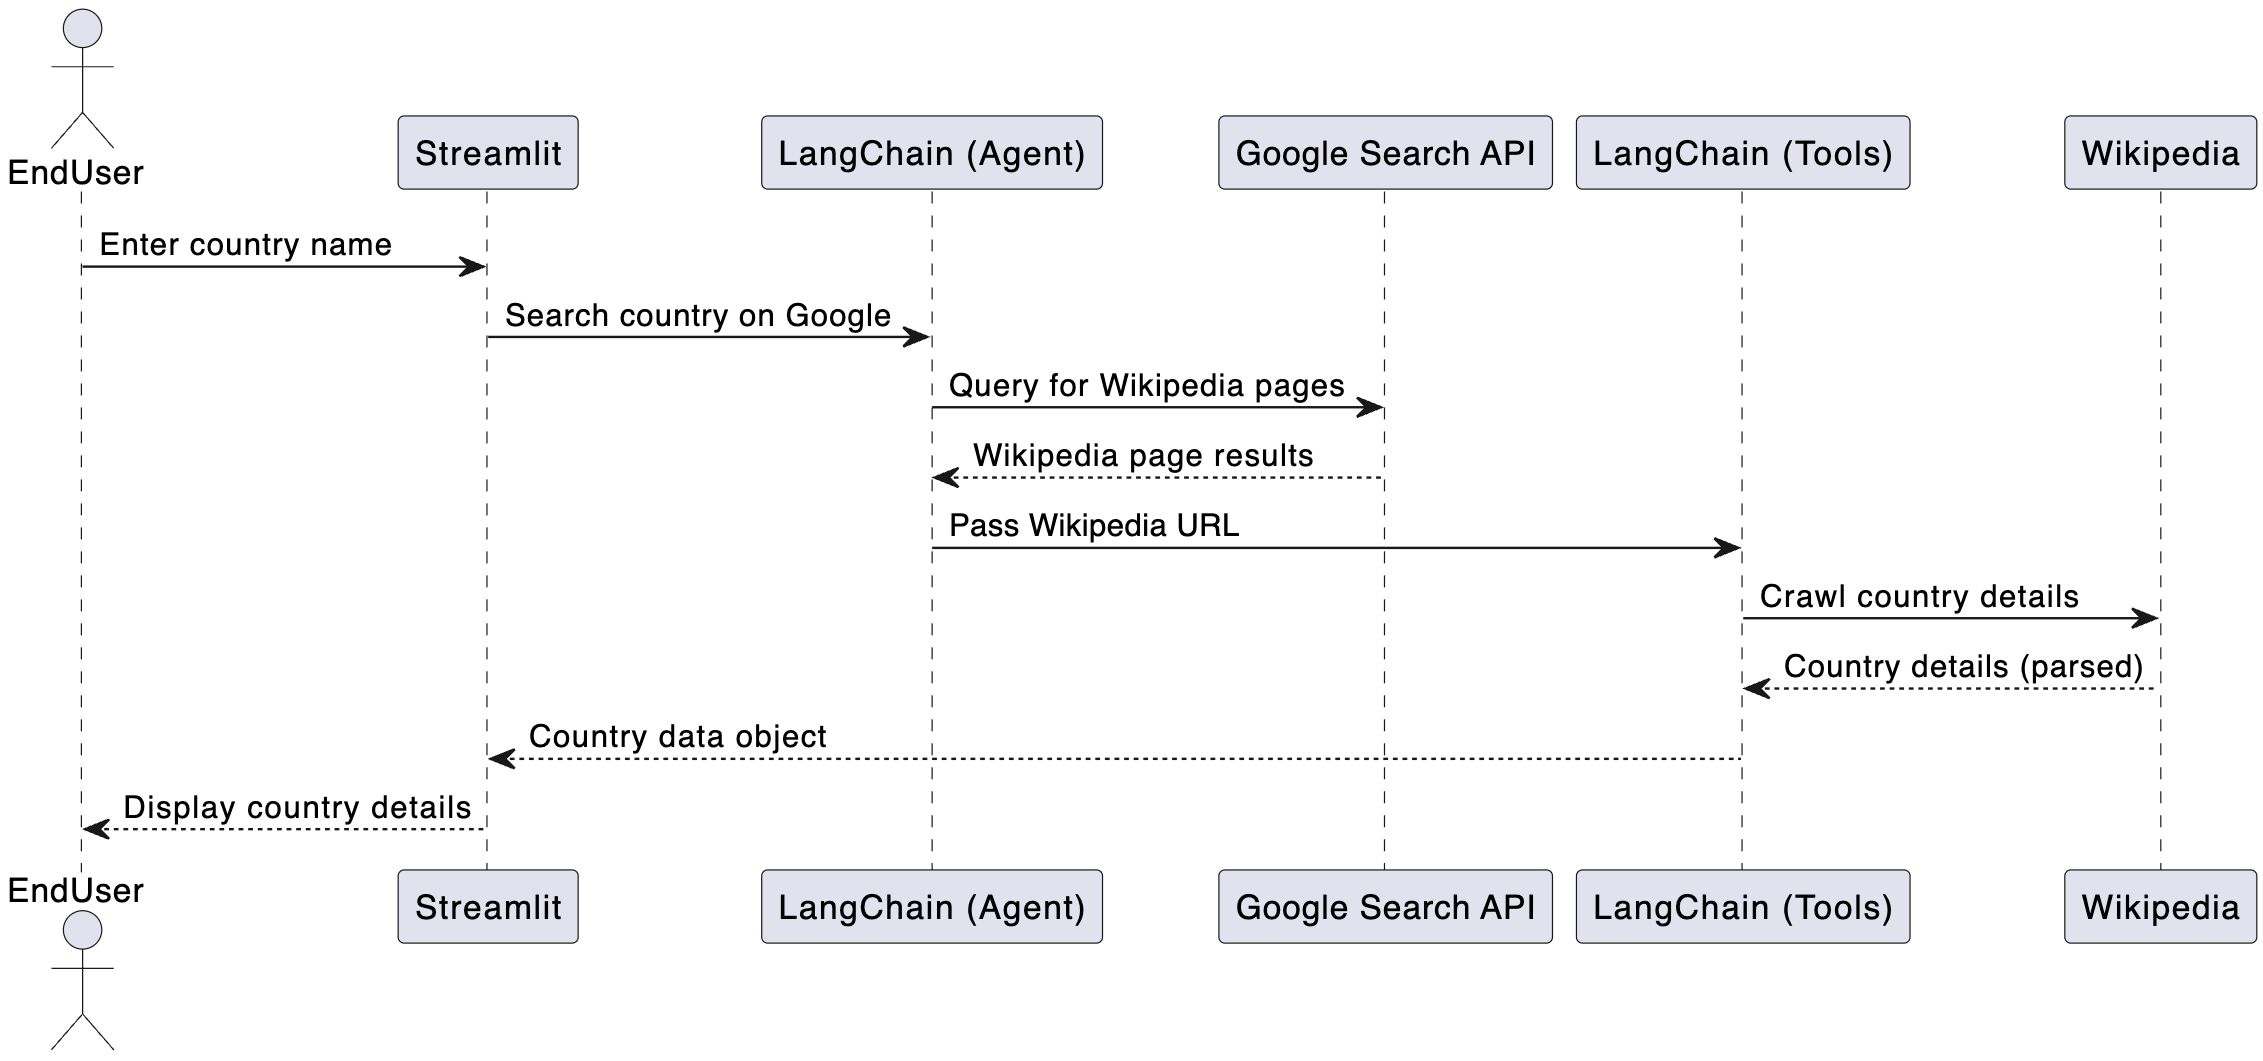 EndUser
Streamlit
LangChain (Agent)
Google Search API
LangChain (Tools)
Wikipedia
Enter country name
Search country on Google
Query for Wikipedia pages
Wikipedia page results
Pass Wikipedia URL
Crawl country details
Country details (parsed)
Country data object
Display country details
EndUser
Streamlit
LangChain (Agent)
Google Search API
LangChain (Tools)
Wikipedia